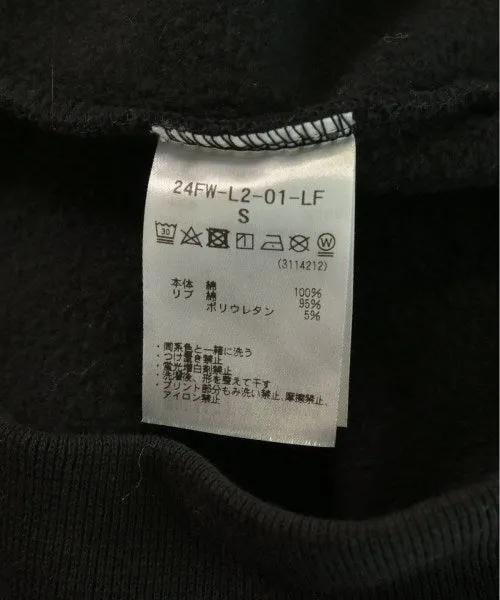 24FW-L2-01-LF
S
30 W
(3114212)
本体 綿 100%
リブ 綿 95%
ポリウレタン 5%
・同系色と一緒に洗う
・つけ置き禁止
・蛍光増白剤禁止
・洗濯後、形を整えて干す
・プリント部分もみ洗い禁止、摩擦禁止、
アイロン禁止